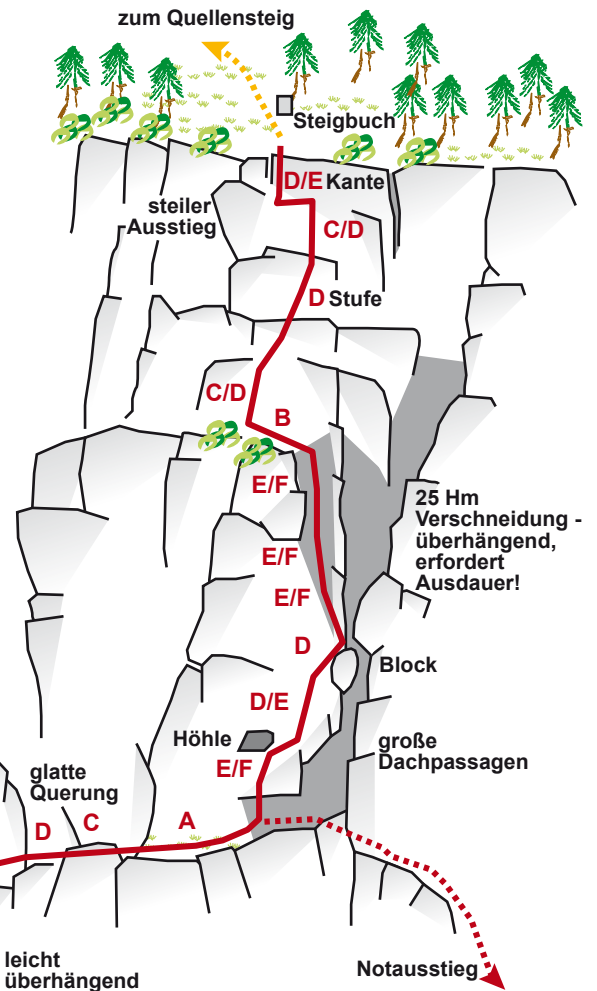 zum Quellensteig
Steigbuch
D/E Kante
steiler
Ausstieg
C/D
D Stufe
C/D
B
E/F
25 Hm
Verschneidung -
überhängend,
erfordert
Ausdauer!
E/F
E/F
D
Block
D/E
Höhle
große
Dachpassagen
E/F
glatte
Querung
D
C
A
leicht
überhängend
Notausstieg